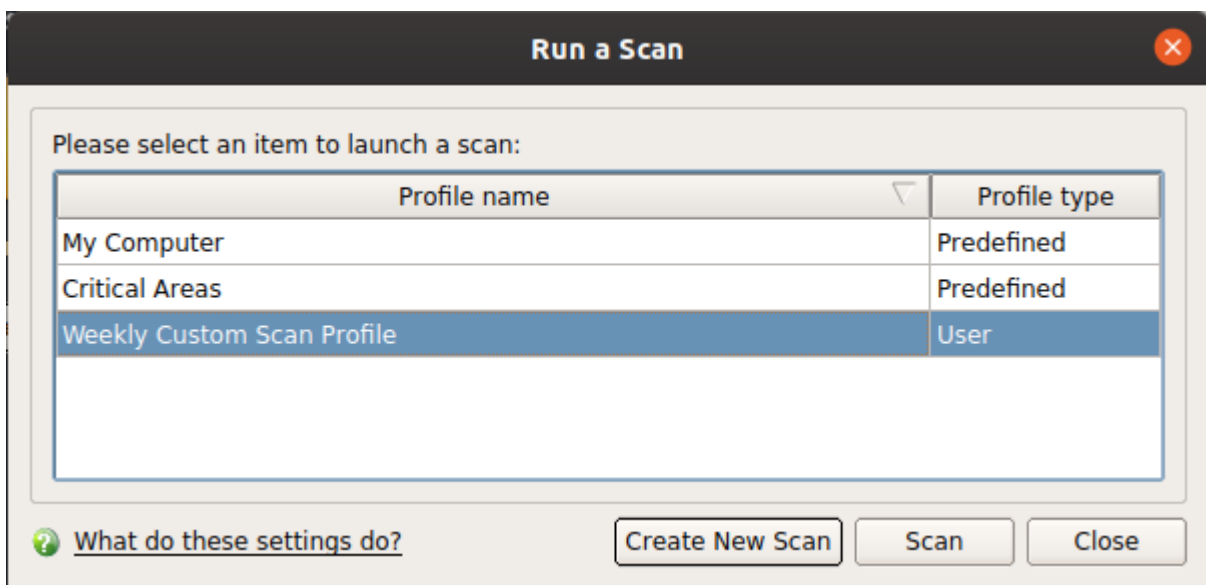 Run a Scan
Please select an item to launch a scan:
Profile name Profile type
My Computer Predefined
Critical Areas Predefined
Weekly Custom Scan Profile User
What do these settings do? Create New Scan Scan Close